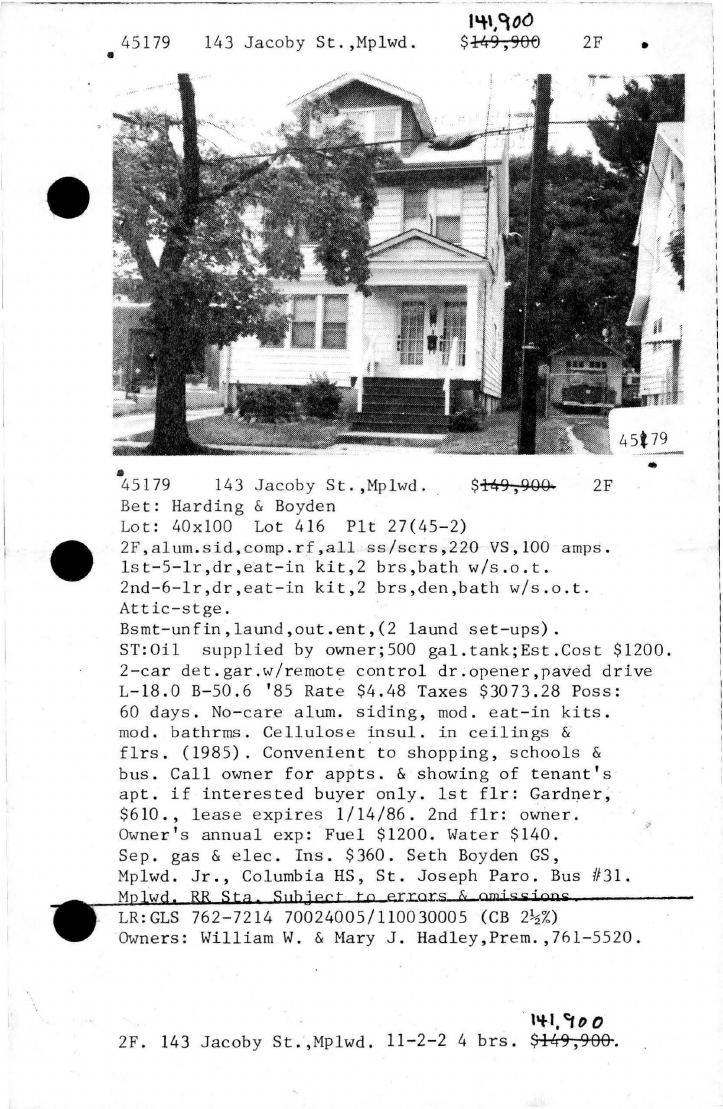 141,900
45179 143 Jacoby St.,Mplwd. $149,900 2F
45179
45179 143 Jacoby St.,Mplwd. $149,900 2F
Bet: Harding & Boyden
Lot: 40x100 Lot 416 Plt 27(45-2)
2F,alum.sid,comp.rf,all ss/scrs,220 VS,100 amps.
1st-5-lr,dr,eat-in kit,2 brs,bath w/s.o.t.
2nd-6-lr,dr,eat-in kit,2 brs,den,bath w/s.o.t.
Attic-stge.
Bsmt-unfin,laund,out.ent,(2 laund set-ups).
ST:Oil supplied by owner;500 gal.tank;Est.Cost $1200.
2-car det.gar.w/remote control dr.opener,paved drive
L-18.0 B-50.6 '85 Rate $4.48 Taxes $3073.28 Poss:
60 days. No-care alum. siding, mod. eat-in kits.
mod. bathrms. Cellulose insul. in ceilings &
flrs. (1985). Convenient to shopping, schools &
bus. Call owner for appts. & showing of tenant's
apt. if interested buyer only. 1st flr: Gardner,
$610., lease expires 1/14/86. 2nd flr: owner.
Owner's annual exp: Fuel $1200. Water $140.
Sep. gas & elec. Ins. $360. Seth Boyden GS,
Mplwd. Jr., Columbia HS, St. Joseph Paro. Bus #31.
Mplwd. RR Sta. Subject to errors & omissions.
LR:GLS 762-7214 70024005/110030005 (CB 2½%)
Owners: William W. & Mary J. Hadley,Prem.,761-5520.
141,900
2F. 143 Jacoby St.,Mplwd. 11-2-2 4 brs. $149,900.